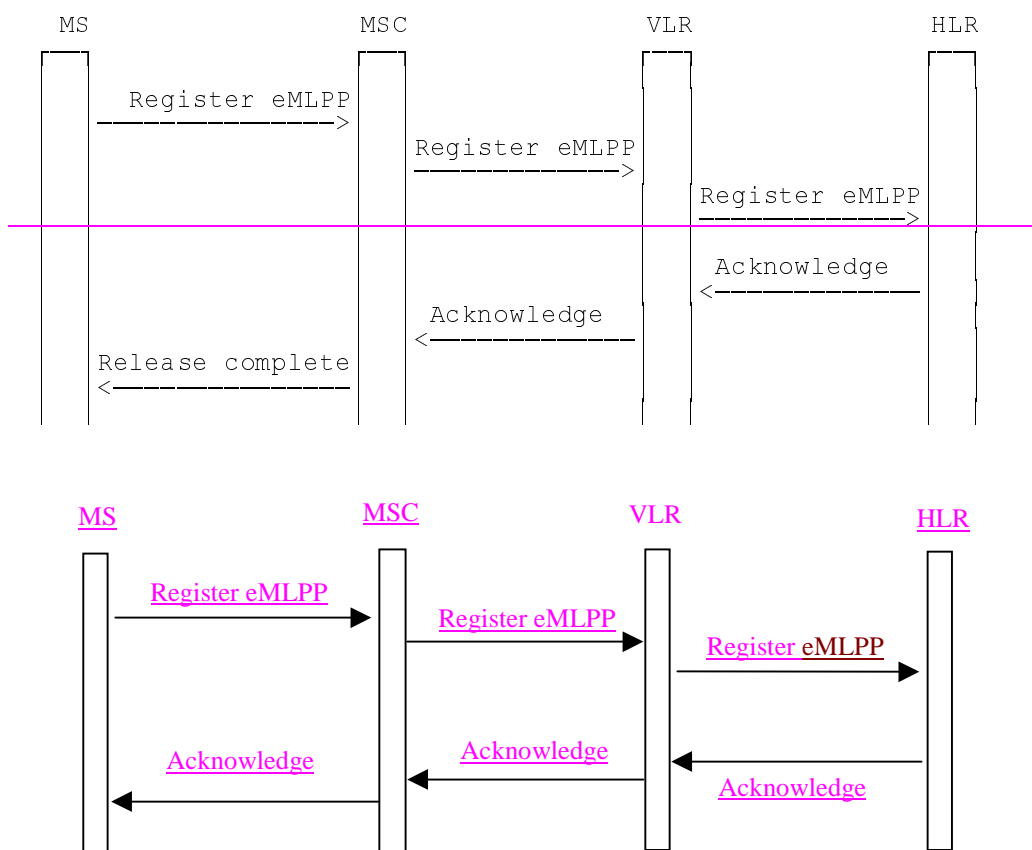 MS MSC VLR HLR
Register eMLPP
Register eMLPP
Register eMLPP
Acknowledge
Acknowledge
Release complete
MS MSC VLR HLR
Register eMLPP
Register eMLPP
Register eMLPP
Acknowledge
Acknowledge
Acknowledge